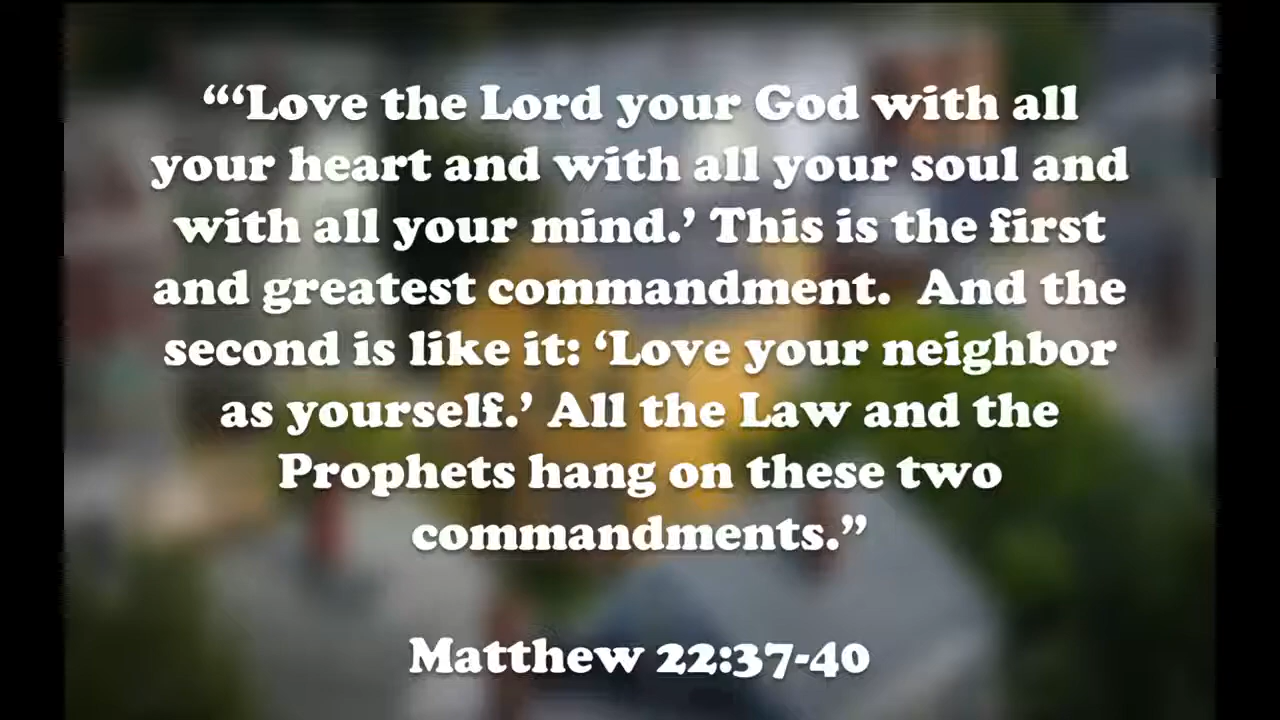 “‘Love the Lord your God with all
your heart and with all your soul and
with all your mind.’ This is the first
and greatest commandment.  And the
second is like it: ‘Love your neighbor
as yourself.’ All the Law and the
Prophets hang on these two
commandments.”
Matthew 22:37-40